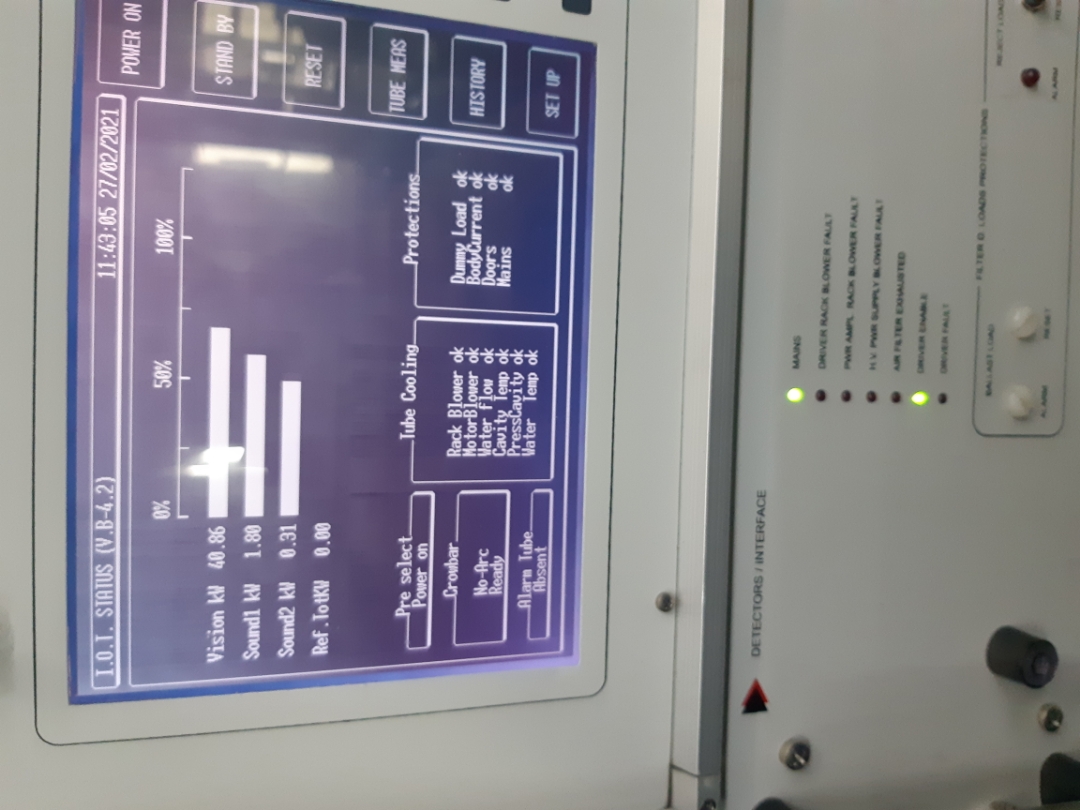 I.O.T. STATUS (V.B-4.2) 11:43:05 27/02/2021
POWER ON
0% 50% 100%
Vision kW 40.86
STAND BY
Sound1 kW 1.80
Sound2 kW 0.31
RESET
Ref.TotKW 0.00
TUBE MEAS
Pre select
Power on
Crowbar
No-Arc
Ready
Alarm Tube
Absent
Tube Cooling
Rack Blower ok
MotorBlower ok
Water flow ok
Cavity Temp ok
PressCavity ok
Water Temp ok
Protections
Dummy Load ok
BodyCurrent ok
Doors ok
Mains ok
HISTORY
SET UP
DETECTORS / INTERFACE
MAINS
DRIVER RACK BLOWER FAULT
PWR AMPL. RACK BLOWER FAULT
H.V. PWR SUPPLY BLOWER FAULT
AIR FILTER EXHAUSTED
DRIVER ENABLE
DRIVER FAULT
FILTER & LOADS PROTECTIONS
BALLAST LOAD
REJECT LOAD
ALARM
RESET
ALARM